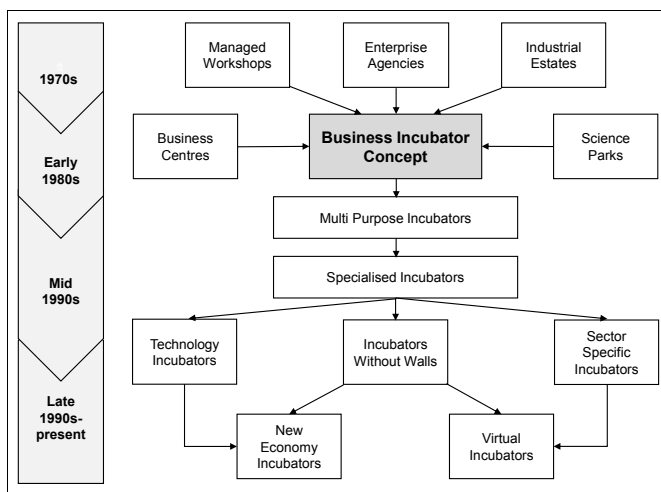 1970s
Managed
Workshops
Enterprise
Agencies
Industrial
Estates
Early
1980s
Business
Centres
Business Incubator
Concept
Science
Parks
Multi Purpose Incubators
Mid
1990s
Specialised Incubators
Technology
Incubators
Incubators
Without Walls
Sector
Specific
Incubators
Late
1990s-
present
New
Economy
Incubators
Virtual
Incubators